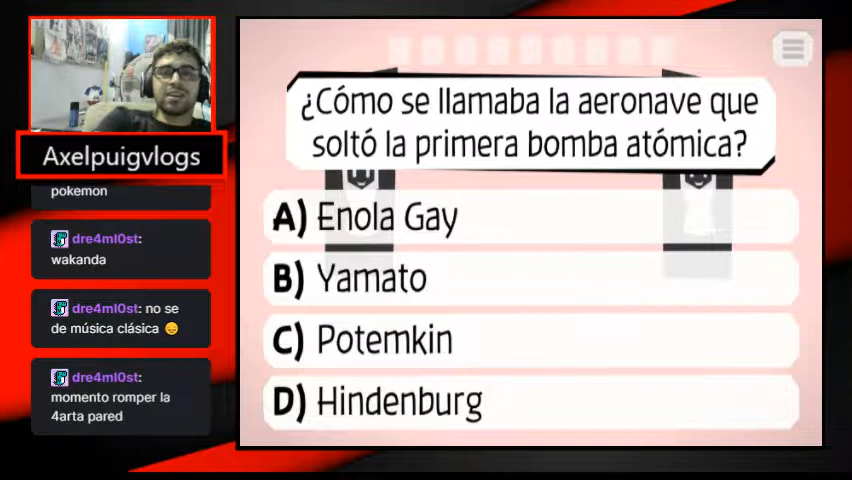 Axelpuigvlogs
pokemon
dre4ml0st:
wakanda
dre4ml0st: no se
de música clásica 😔
dre4ml0st:
momento romper la
4arta pared
¿Cómo se llamaba la aeronave que
soltó la primera bomba atómica?
A) Enola Gay
B) Yamato
C) Potemkin
D) Hindenburg